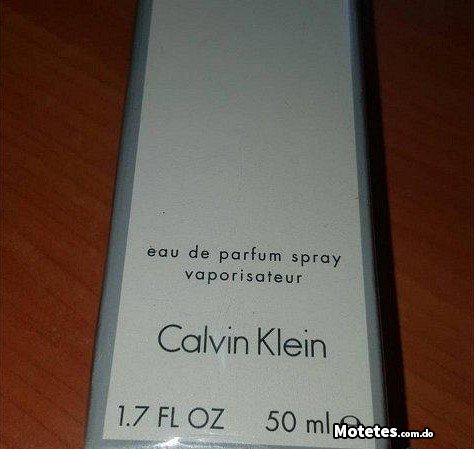 eau de parfum spray
vaporisateur
Calvin Klein
1.7 FL OZ 50 ml e
Motetes.com.do